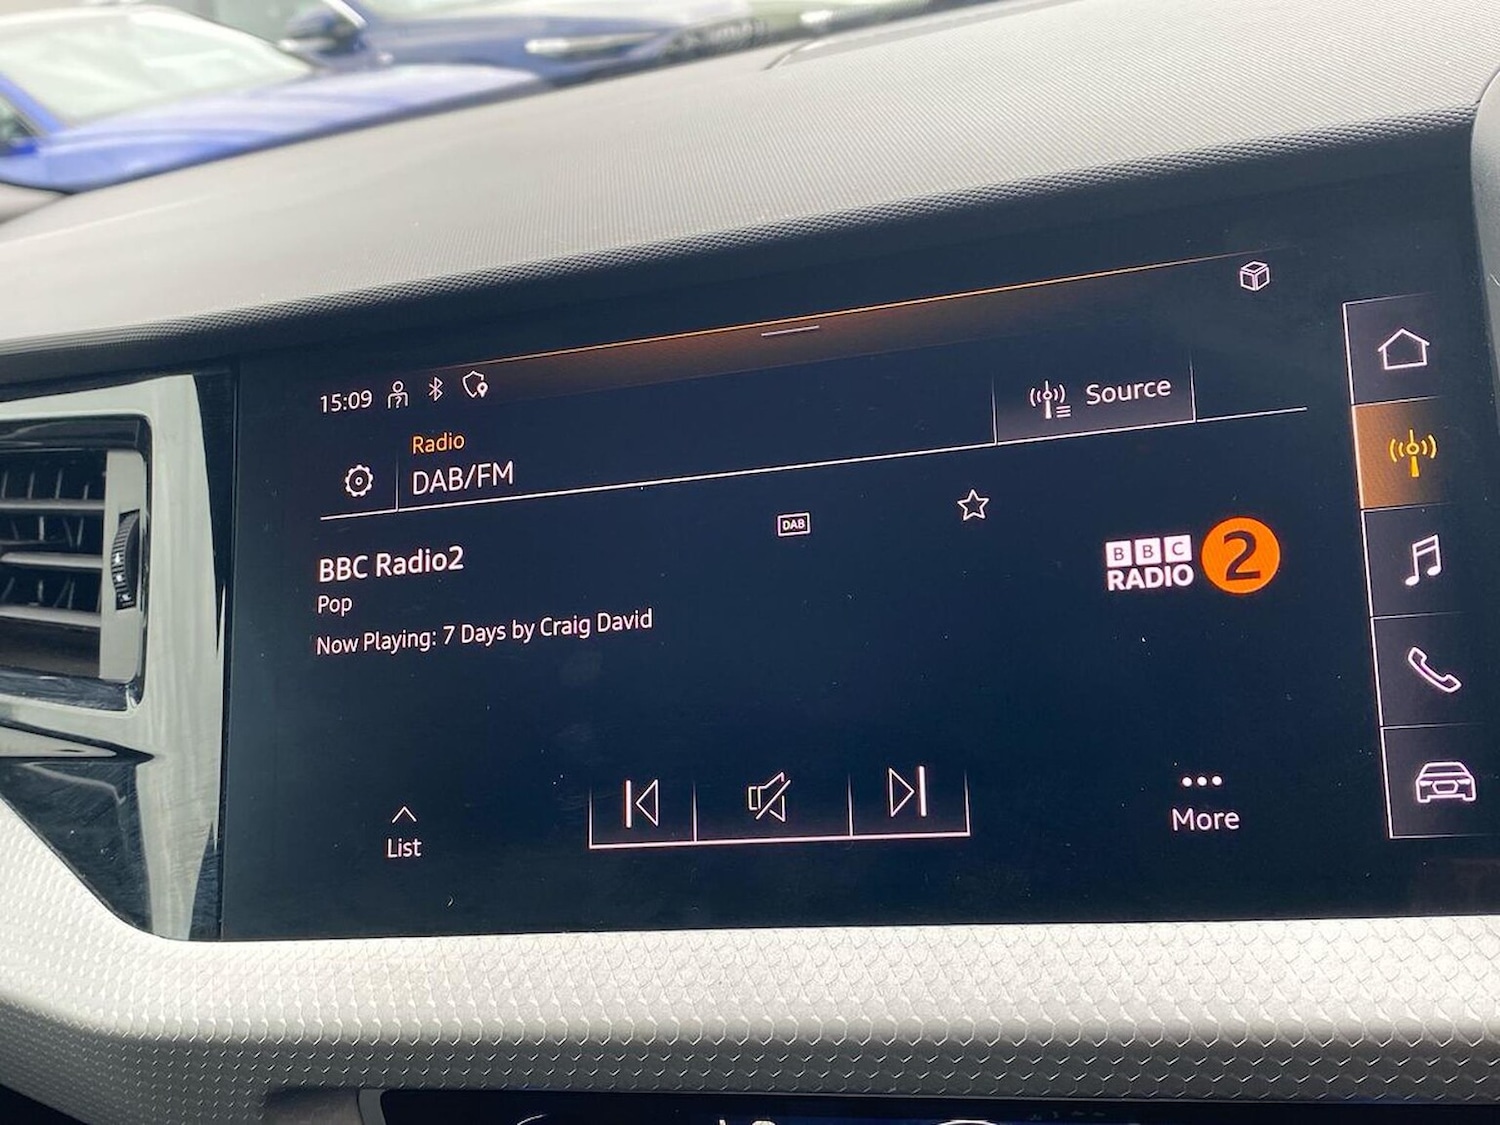 15:09
Source
Radio
DAB/FM
DAB
BBC Radio2
BBC
RADIO 2
Pop
Now Playing: 7 Days by Craig David
List
More